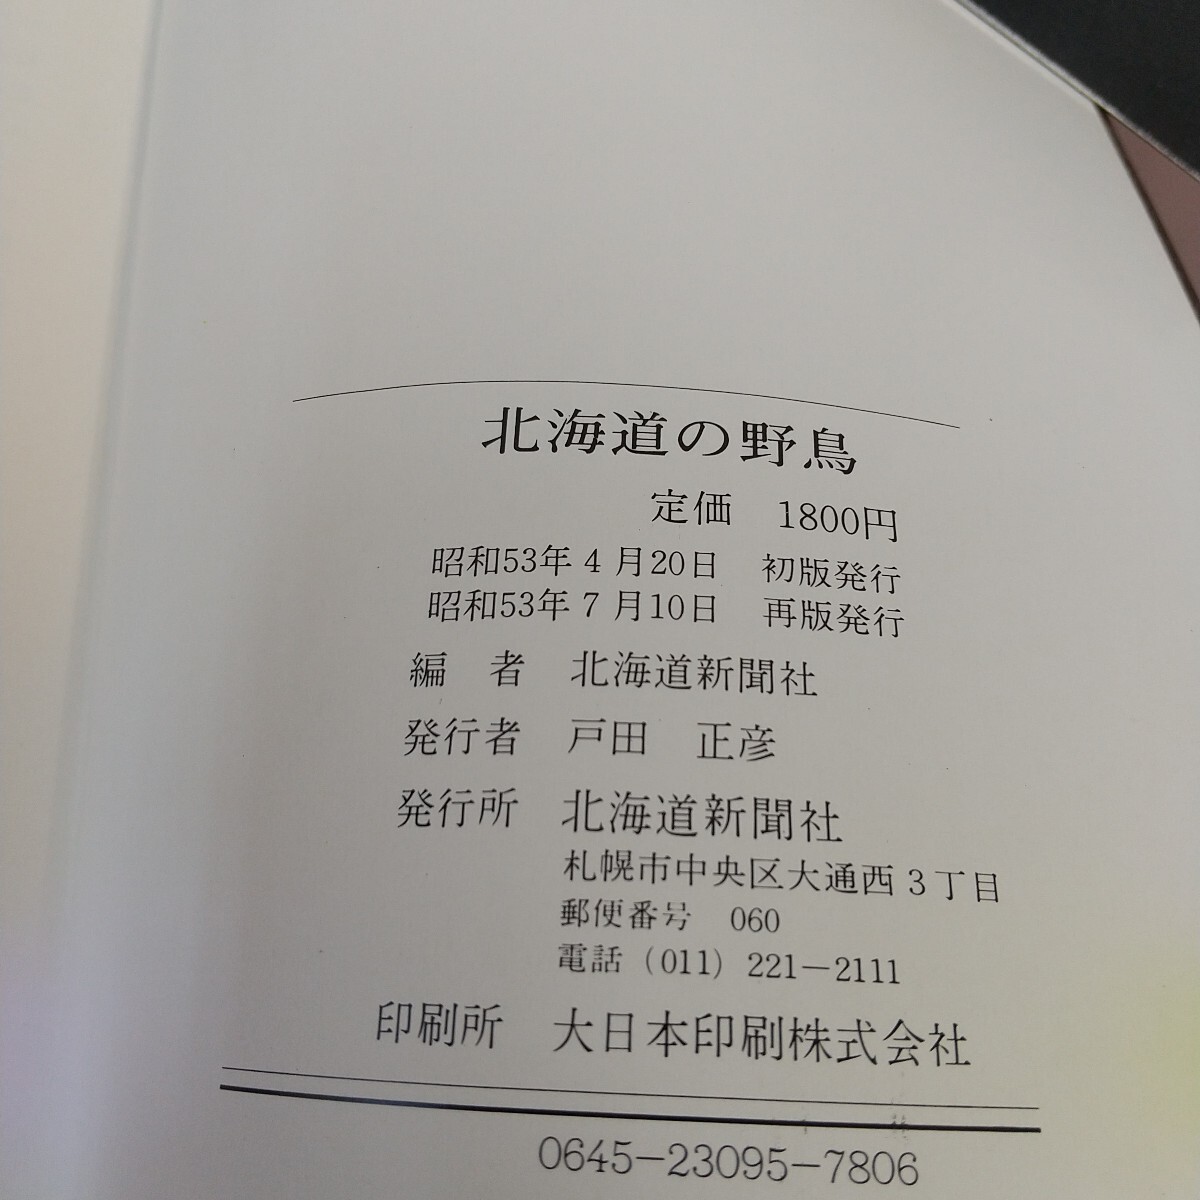 北海道の野鳥
定価　1800円
昭和53年4月20日　初版発行
昭和53年7月10日　再版発行
編　者　北海道新聞社
発行者　戸田　正彦
発行所　北海道新聞社
札幌市中央区大通西3丁目
郵便番号　060
電話（011）221－2111
印刷所　大日本印刷株式会社
0645－23095－7806